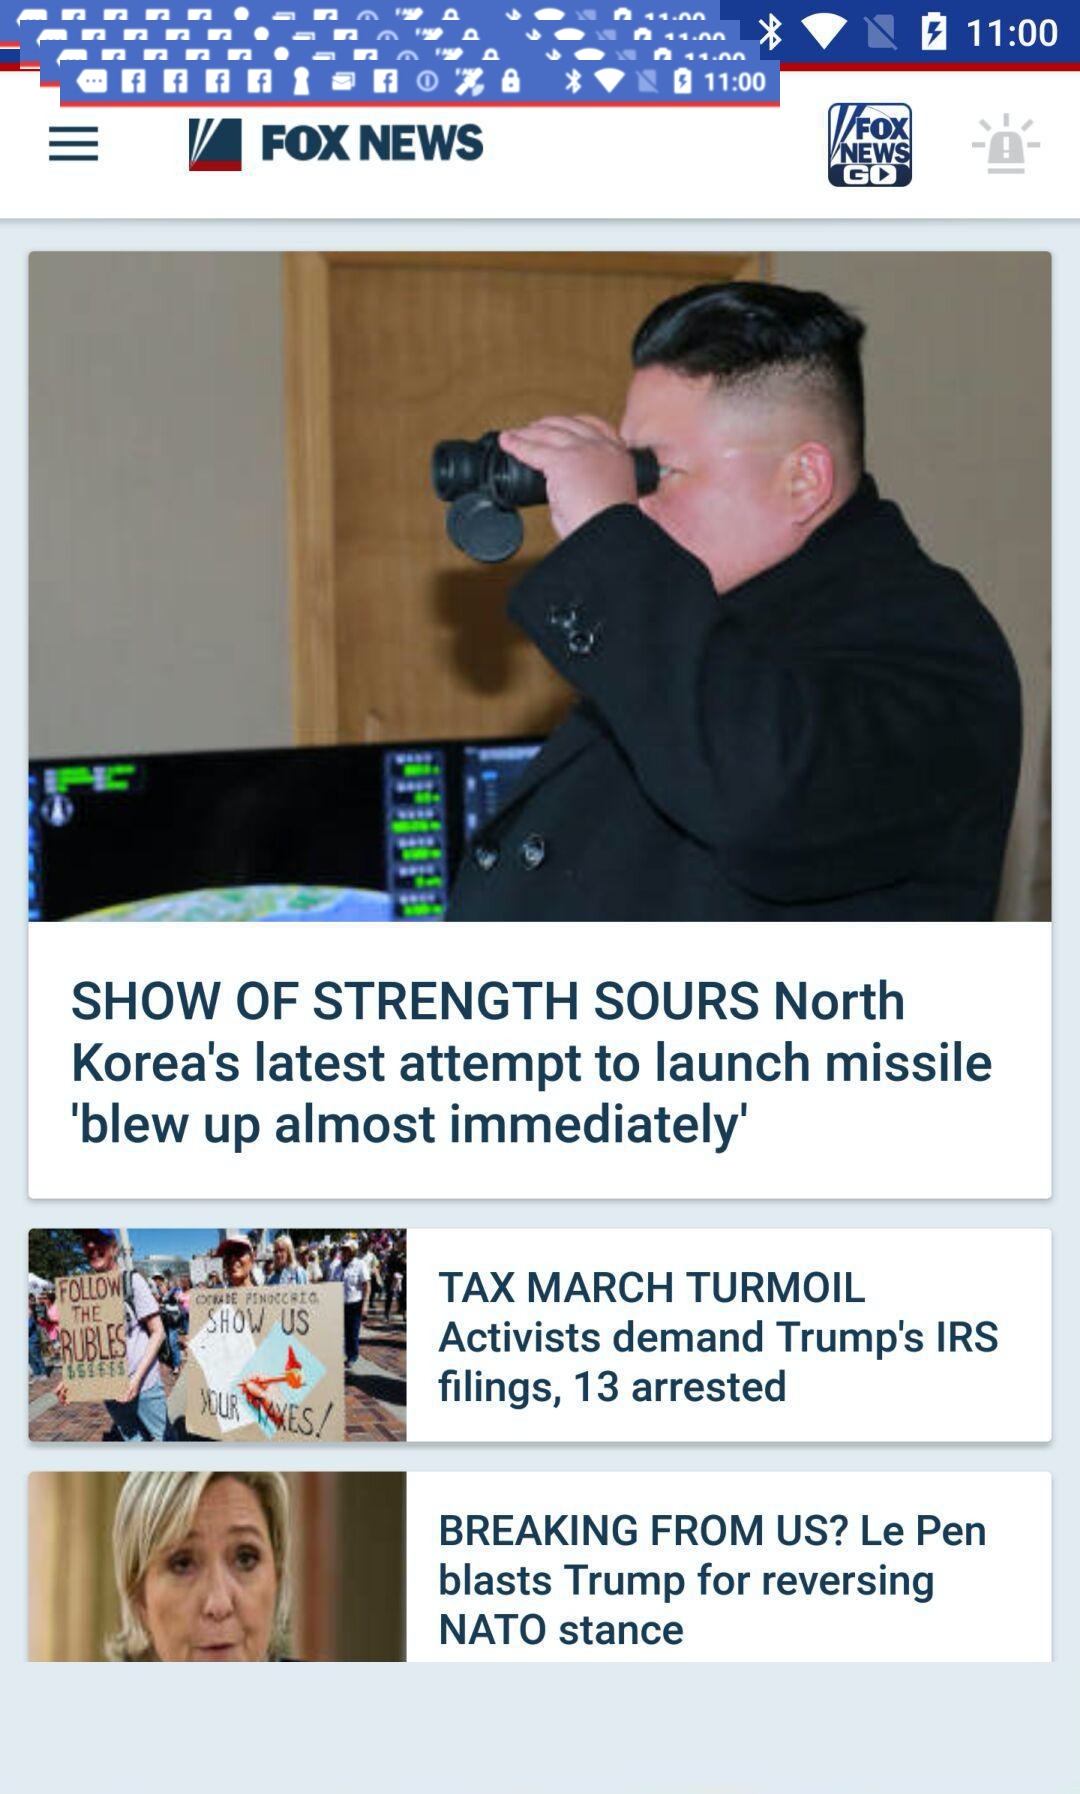 11:00
11:00
FOX NEWS
FOX
NEWS
GO
SHOW OF STRENGTH SOURS North
Korea's latest attempt to launch missile
'blew up almost immediately'
FOLLOW
THE
RUBLES
$$$$$$
SHOW US
YOUR TAXES!
TAX MARCH TURMOIL
Activists demand Trump's IRS
filings, 13 arrested
BREAKING FROM US? Le Pen
blasts Trump for reversing
NATO stance